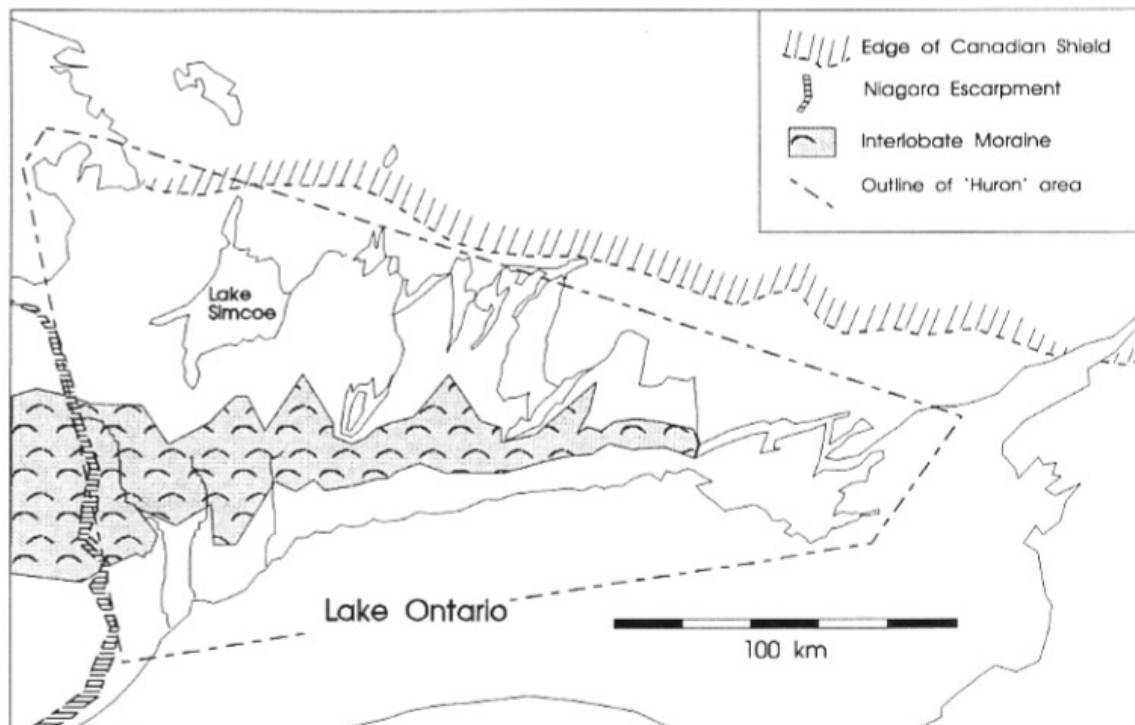 Edge of Canadian Shield
Niagara Escarpment
Interlobate Moraine
Outline of 'Huron' area
Lake
Simcoe
Lake Ontario
100 km